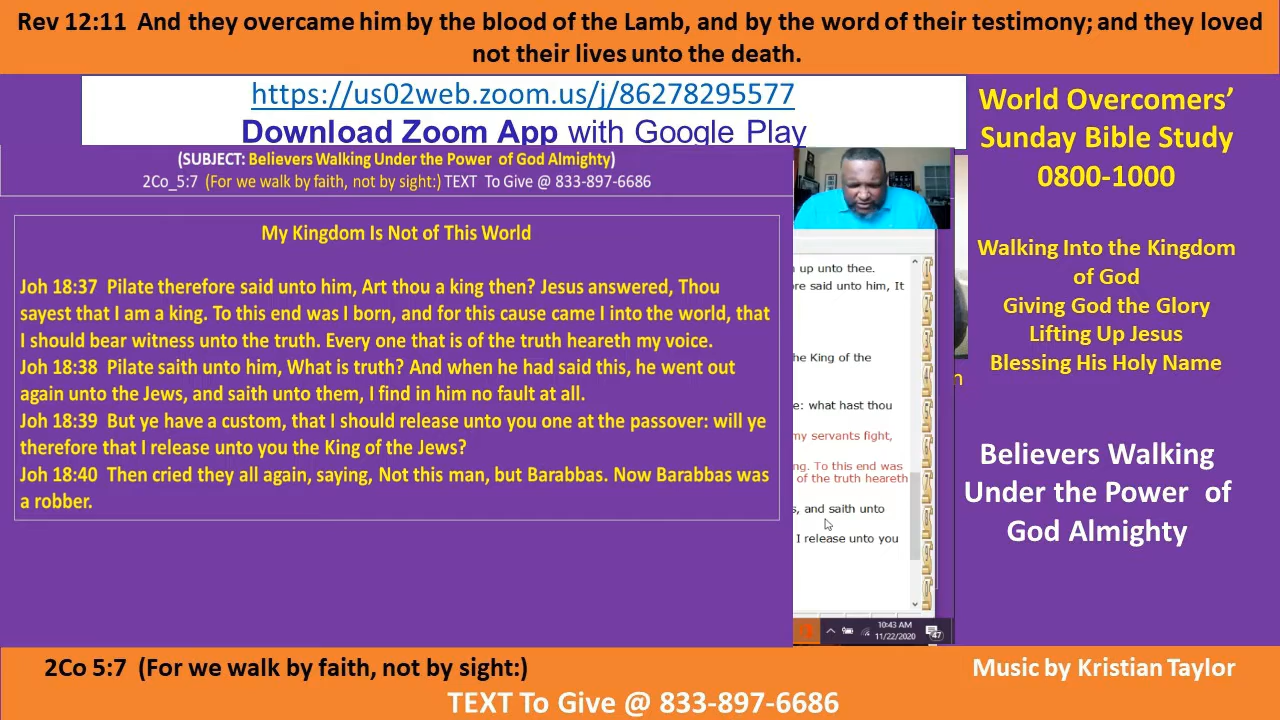 Rev 12:11  And they overcame him by the blood of the Lamb, and by the word of their testimony; and they loved
not their lives unto the death.
https://us02web.zoom.us/j/86278295577
Download Zoom App with Google Play
(SUBJECT: Believers Walking Under the Power  of God Almighty)
2Co_5:7  (For we walk by faith, not by sight:) TEXT  To Give @ 833-897-6686
My Kingdom Is Not of This World
Joh 18:37  Pilate therefore said unto him, Art thou a king then? Jesus answered, Thou
sayest that I am a king. To this end was I born, and for this cause came I into the world, that
I should bear witness unto the truth. Every one that is of the truth heareth my voice.
Joh 18:38  Pilate saith unto him, What is truth? And when he had said this, he went out
again unto the Jews, and saith unto them, I find in him no fault at all.
Joh 18:39  But ye have a custom, that I should release unto you one at the passover: will ye
therefore that I release unto you the King of the Jews?
Joh 18:40  Then cried they all again, saying, Not this man, but Barabbas. Now Barabbas was
a robber.
up unto thee.
re said unto him, It
he King of the
e: what hast thou
my servants fight,
ng. To this end was
of the truth heareth
s, and saith unto
I release unto you
10:43 AM
11/22/2020
47
World Overcomers’
Sunday Bible Study
0800-1000
Walking Into the Kingdom
of God
Giving God the Glory
Lifting Up Jesus
Blessing His Holy Name
n
Believers Walking
Under the Power  of
God Almighty
2Co 5:7  (For we walk by faith, not by sight:)
Music by Kristian Taylor
TEXT To Give @ 833-897-6686